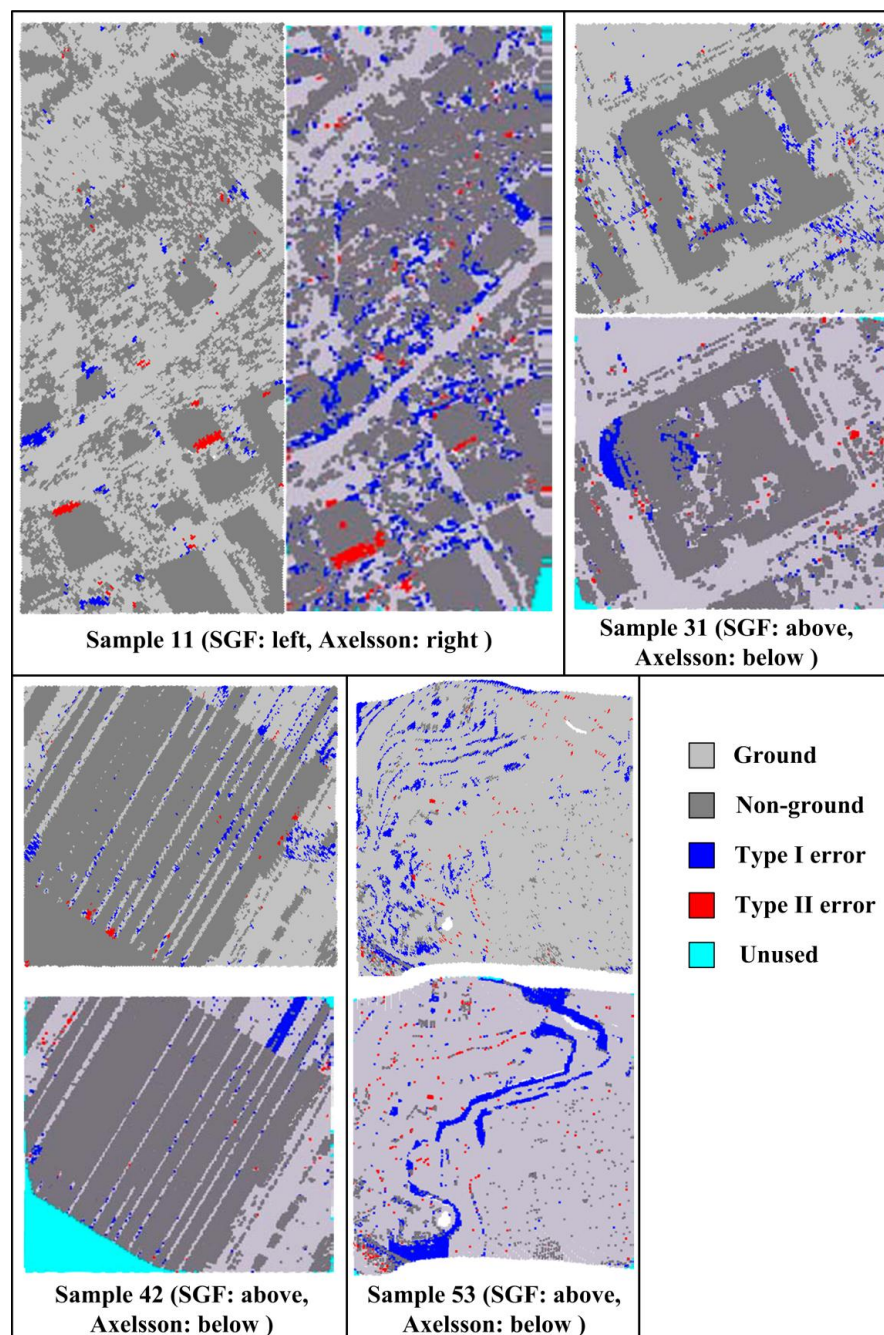 Sample 11 (SGF: left, Axelsson: right )
Sample 31 (SGF: above,
Axelsson: below )
Ground
Non-ground
Type I error
Type II error
Unused
Sample 42 (SGF: above,
Axelsson: below )
Sample 53 (SGF: above,
Axelsson: below )